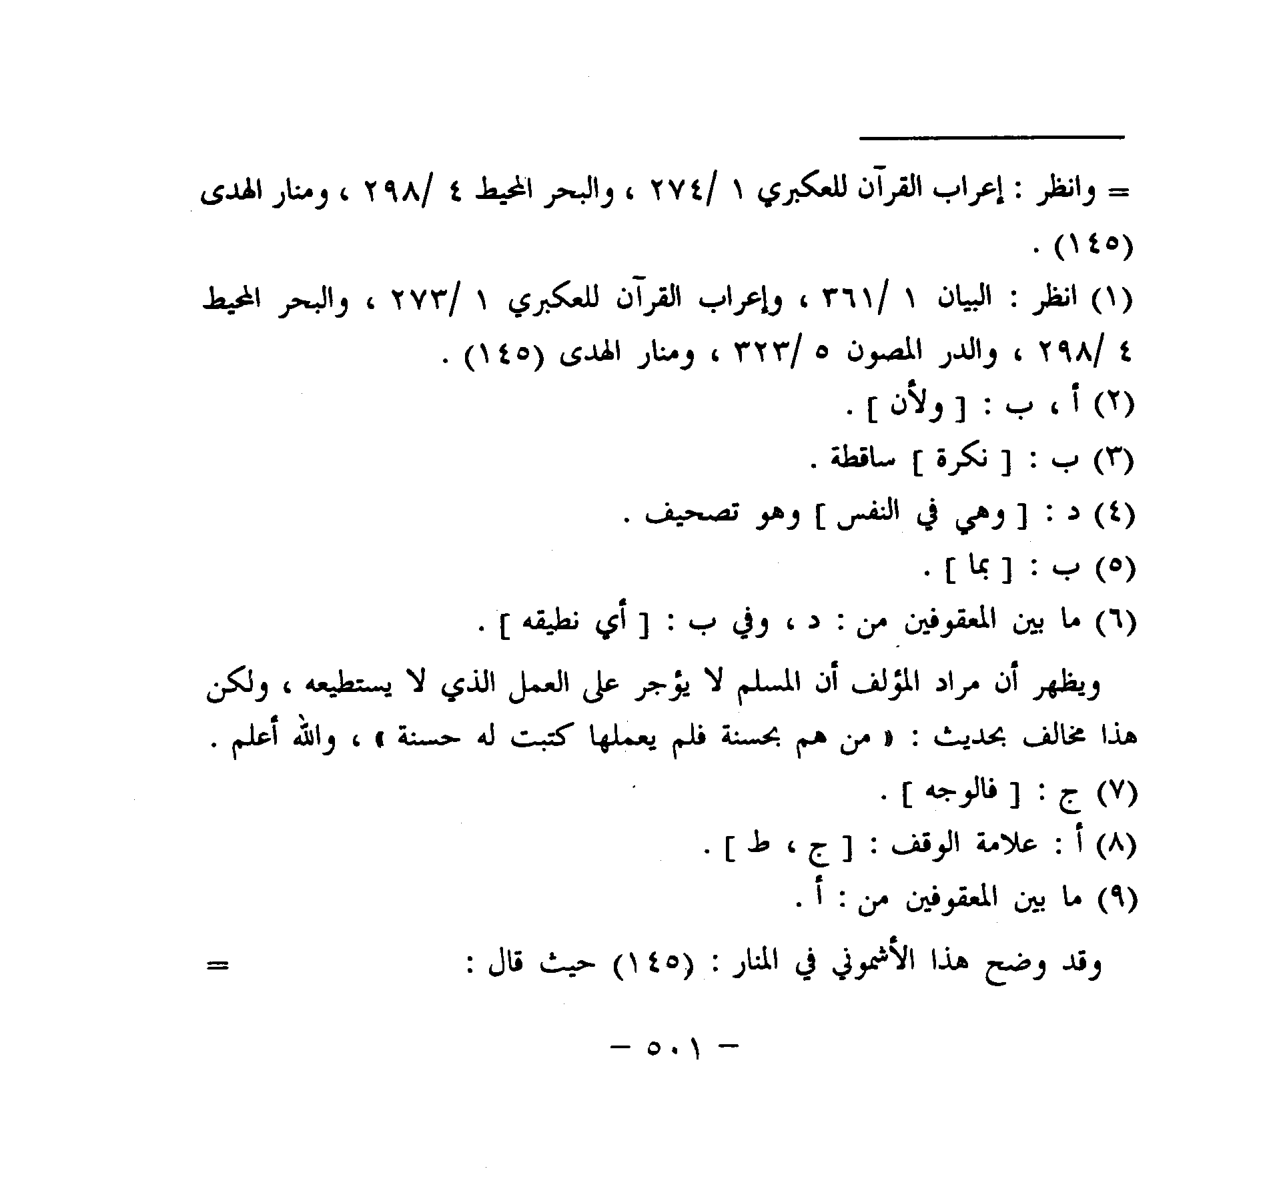 = وانظر : إعراب القرآن للعكبري ١ /٢٧٤ ، والبحر المحيط ٤ /٢٩٨ ، ومنار الهدى
(١٤٥) .
(١) انظر : البيان ١ /٣٦١ ، وإعراب القرآن للعكبري ١ /٢٧٣ ، والبحر المحيط
٤ /٢٩٨ ، والدر المصون ٥ /٣٢٣ ، ومنار الهدى (١٤٥) .
(٢) أ ، ب : [ ولأن ] .
(٣) ب : [ نكرة ] ساقطة .
(٤) د : [ وهي في النفس ] وهو تصحيف .
(٥) ب : [ بما ] .
(٦) ما بين المعقوفين من : د ، وفي ب : [ أي نطيقه ] .
ويظهر أن مراد المؤلف أن المسلم لا يؤجر على العمل الذي لا يستطيعه ، ولكن
هذا مخالف بحديث : « من هم بحسنة فلم يعملها كتبت له حسنة » ، والله أعلم .
(٧) ج : [ فالوجه ] .
(٨) أ : علامة الوقف : [ ج ، ط ] .
(٩) ما بين المعقوفين من : أ .
وقد وضح هذا الأشموني في المنار : (١٤٥) حيث قال : =
– ٥٠١ –